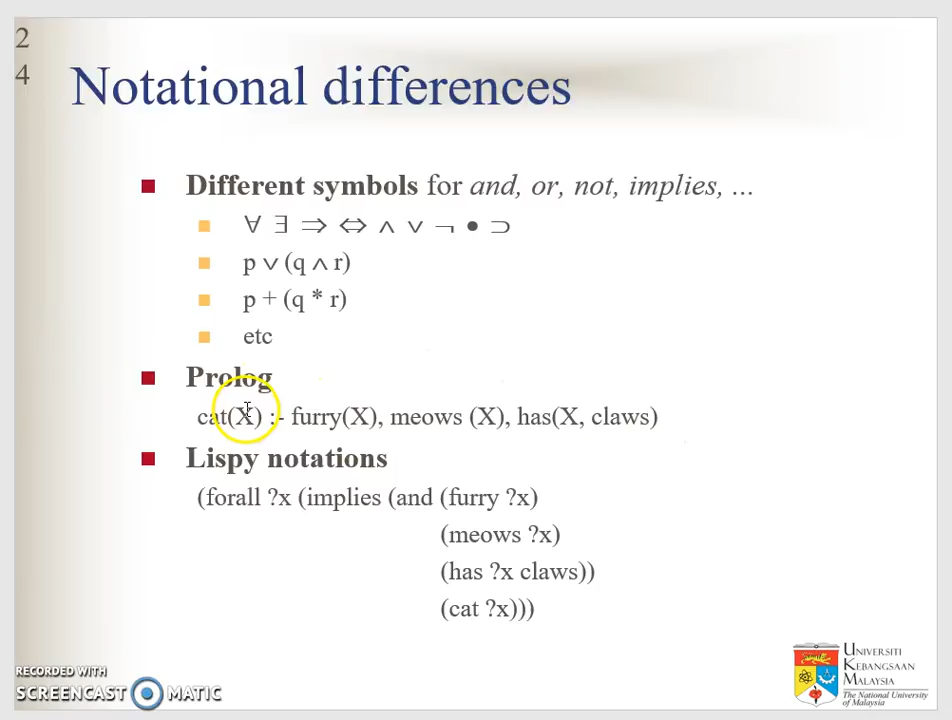 2
4
Notational differences
Different symbols for and, or, not, implies, ...
∀ ∃ ⇒ ⇔ ∧ ∨ ¬ • ⊃
p ∨ (q ∧ r)
p + (q * r)
etc
Prolog
cat(X) :- furry(X), meows (X), has(X, claws)
Lispy notations
(forall ?x (implies (and (furry ?x)
(meows ?x)
(has ?x claws))
(cat ?x)))
RECORDED WITH
SCREENCAST MATIC
UNIVERSITI
KEBANGSAAN
MALAYSIA
The National University
of Malaysia